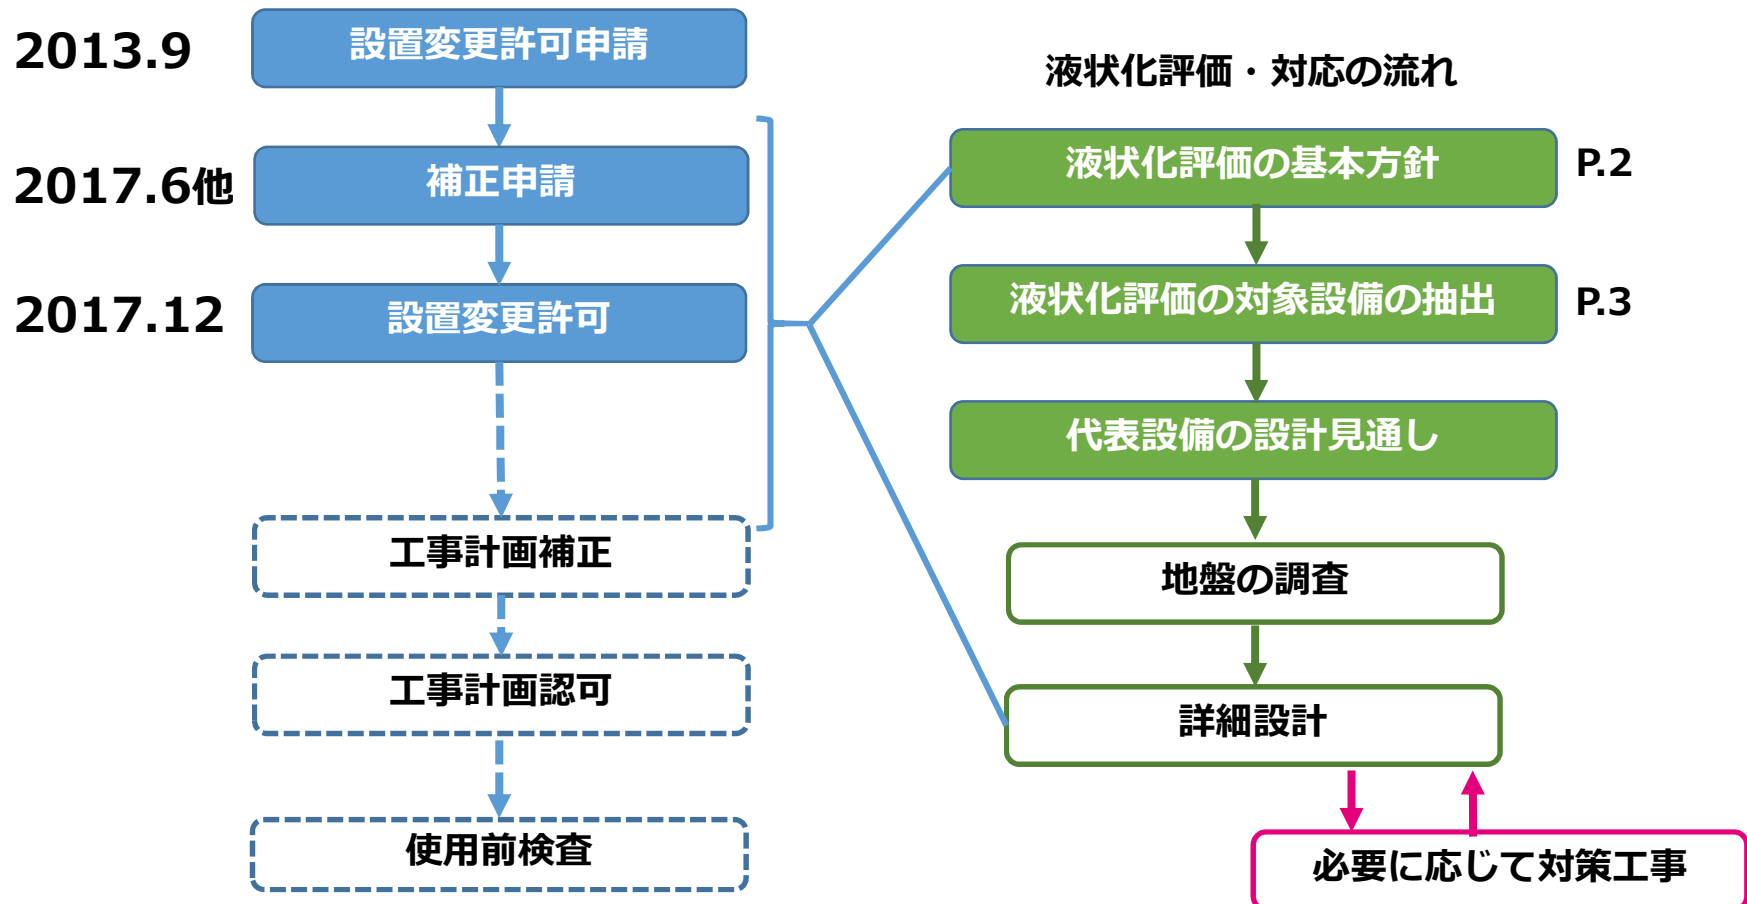 2013.9
設置変更許可申請
2017.6他
補正申請
2017.12
設置変更許可
工事計画補正
工事計画認可
使用前検査
液状化評価・対応の流れ
液状化評価の基本方針
P.2
液状化評価の対象設備の抽出
P.3
代表設備の設計見通し
地盤の調査
詳細設計
必要に応じて対策工事